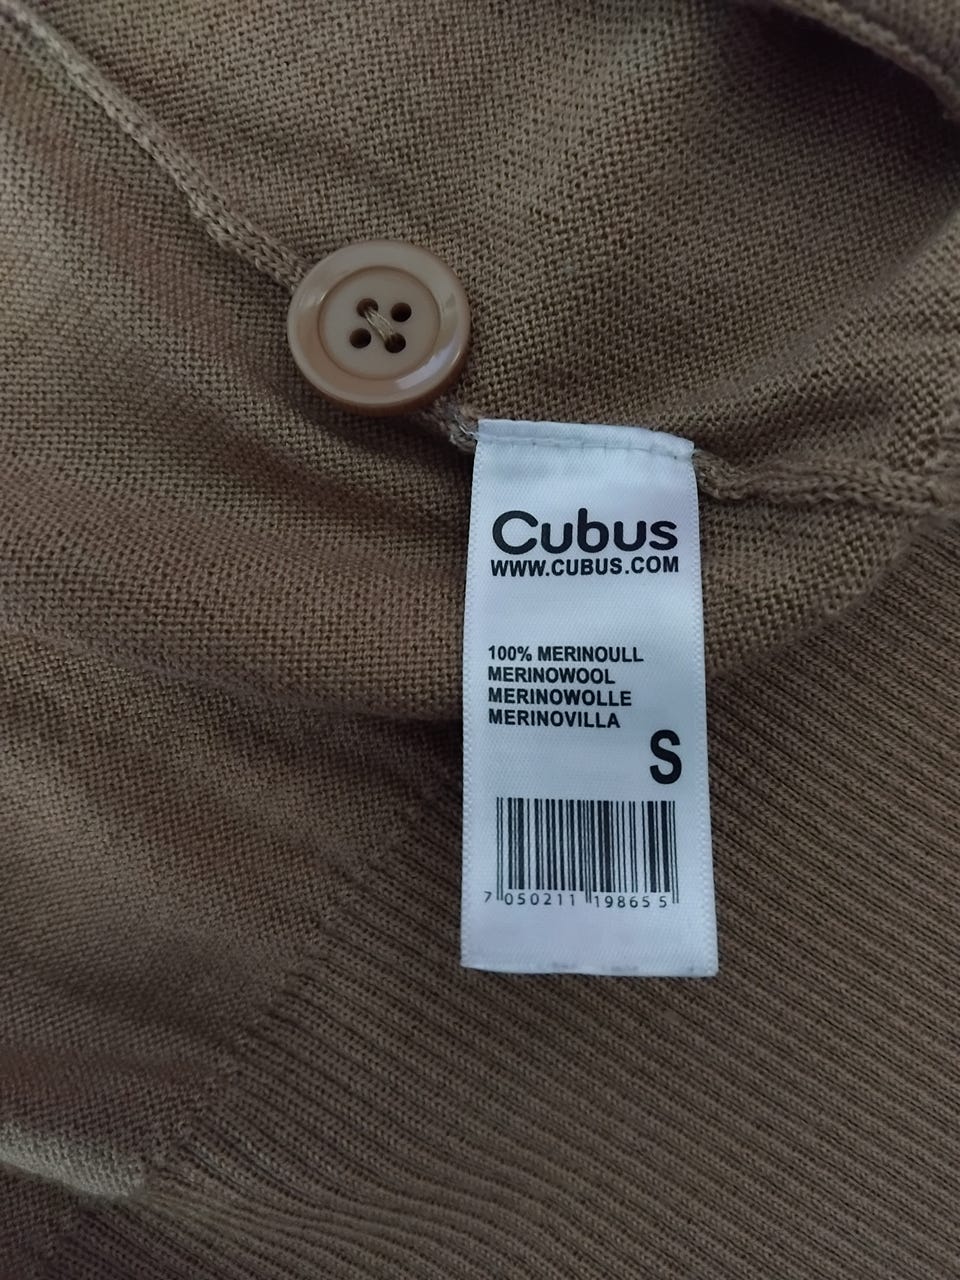 Cubus
WWW.CUBUS.COM
100% MERINOULL
MERINOWOOL
MERINOWOLLE
MERINOVILLA
S
7 050211 198655